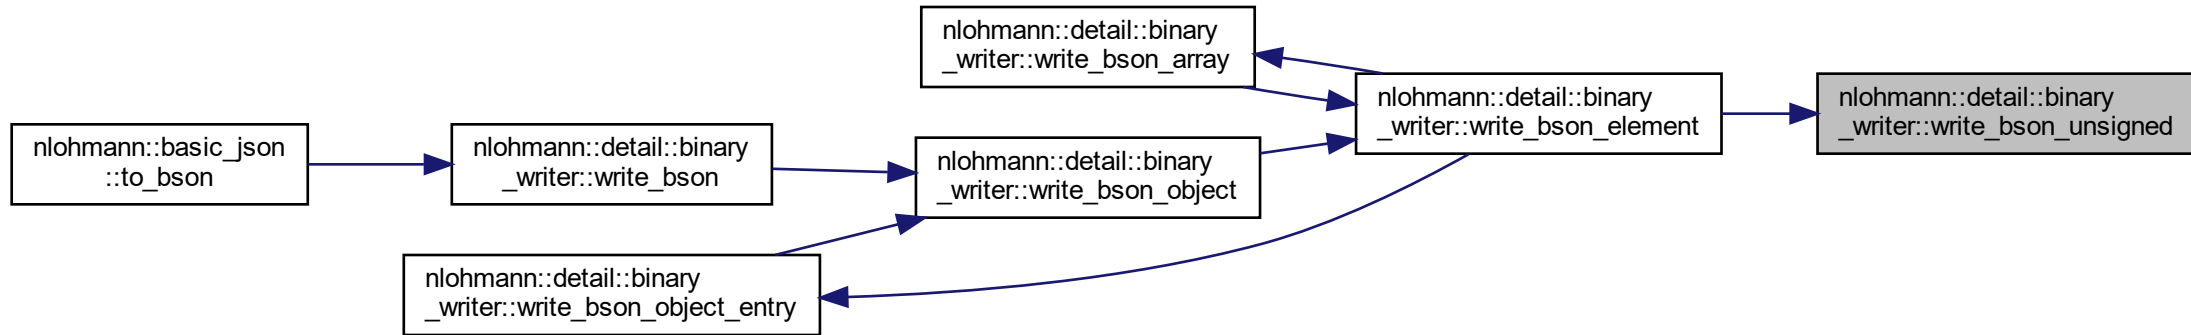 nlohmann::basic_json
::to_bson
nlohmann::detail::binary
_writer::write_bson
nlohmann::detail::binary
_writer::write_bson_array
nlohmann::detail::binary
_writer::write_bson_object
nlohmann::detail::binary
_writer::write_bson_object_entry
nlohmann::detail::binary
_writer::write_bson_element
nlohmann::detail::binary
_writer::write_bson_unsigned